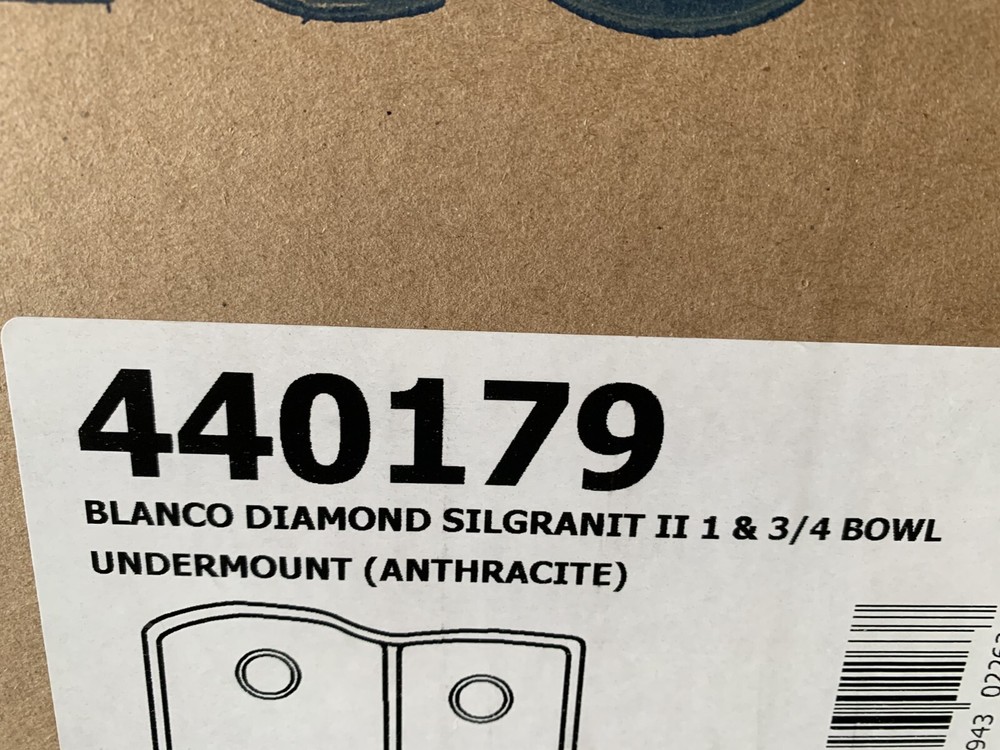 440179
BLANCO DIAMOND SILGRANIT II 1 & 3/4 BOWL
UNDERMOUNT (ANTHRACITE)